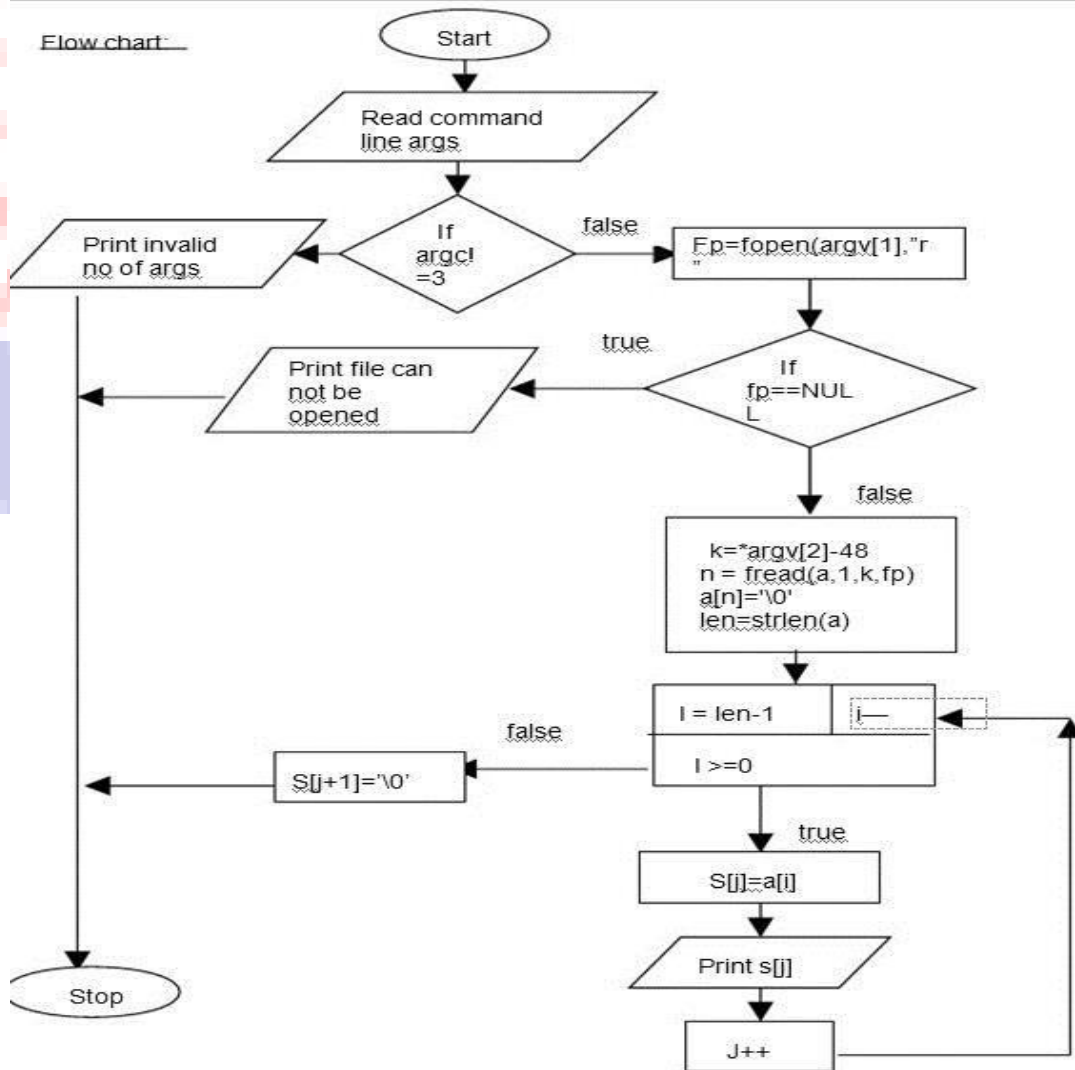 Flow chart:
Start
Read command
line args
If
argc!
=3
false
Print invalid
no of args
Fp=fopen(argv[1],"r
"
true
Print file can
not be
opened
If
fp==NUL
L
false
k=*argv[2]-48
n = fread(a,1,k,fp)
a[n]='\0'
len=strlen(a)
I = len-1
i—
I >=0
false
S[j+1]='\0'
true
S[j]=a[i]
Print s[j]
J++
Stop